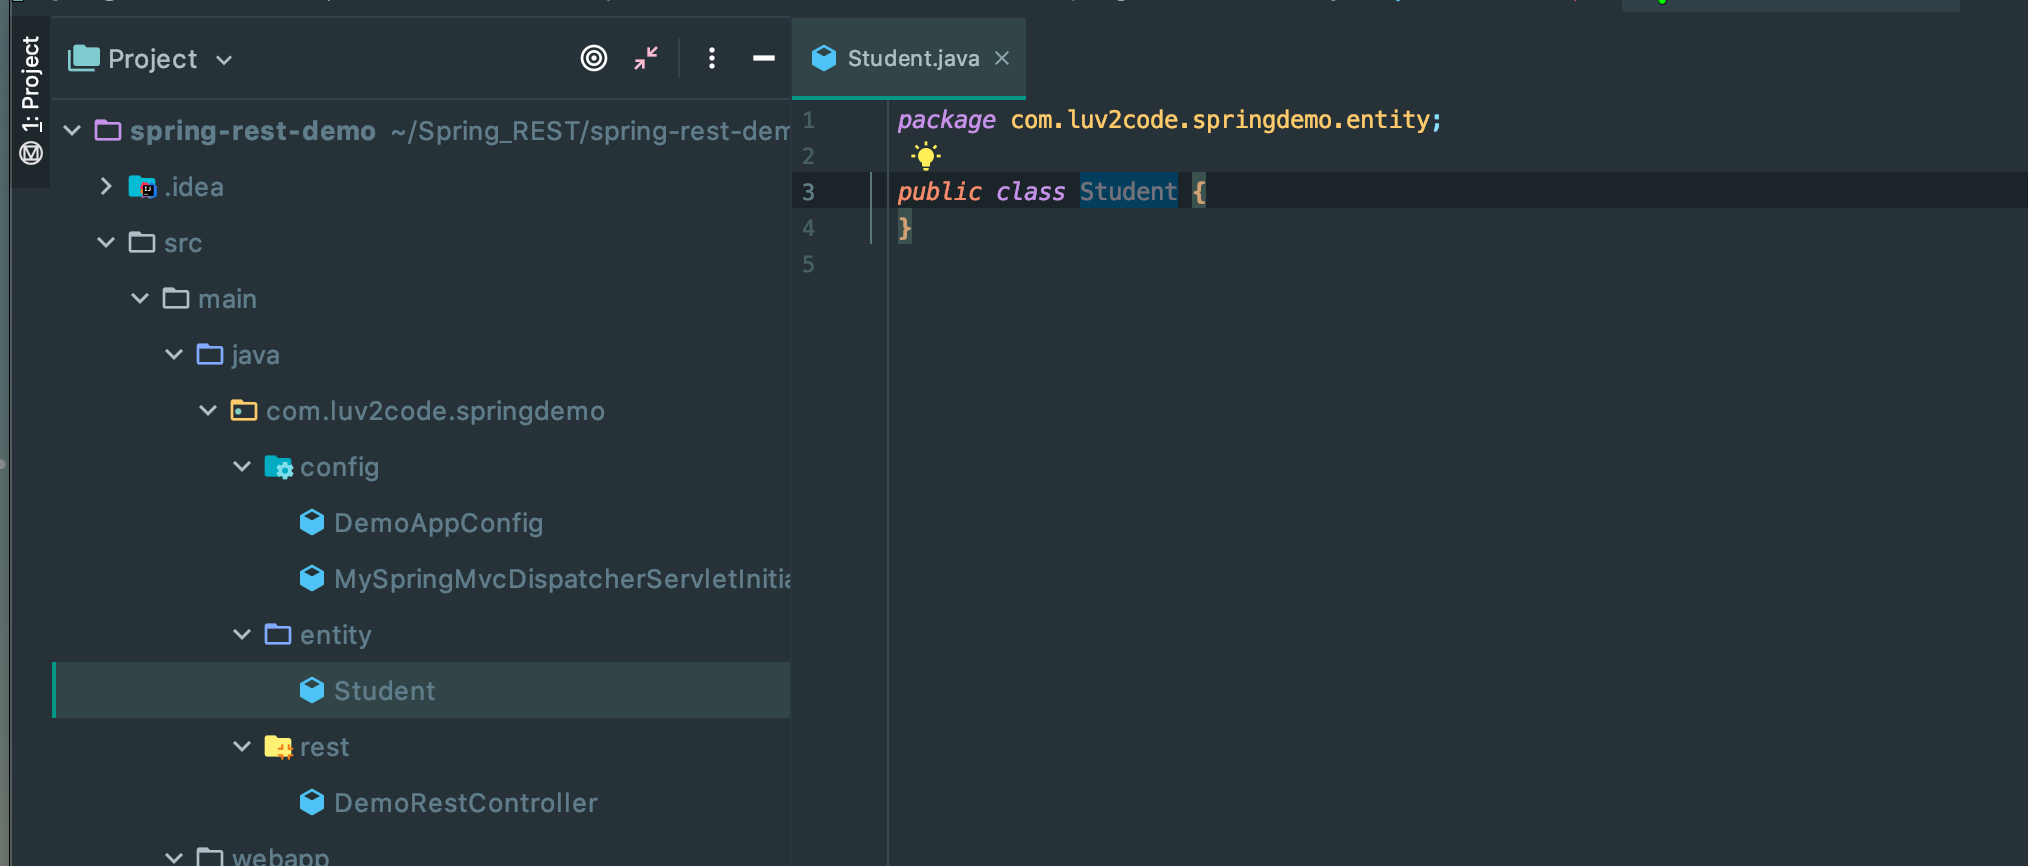 1: Project
Project
spring-rest-demo ~/Spring_REST/spring-rest-dem
.idea
src
main
java
com.luv2code.springdemo
config
DemoAppConfig
MySpringMvcDispatcherServletInitia
entity
Student
rest
DemoRestController
webapp
Student.java
1 package com.luv2code.springdemo.entity;
2
3 public class Student {
4 }
5